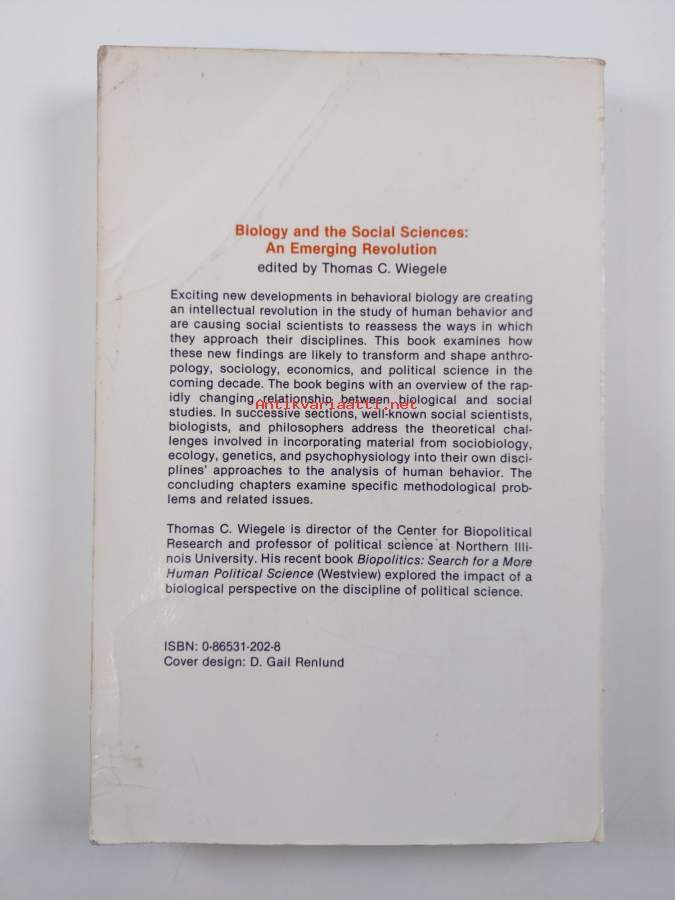 Biology and the Social Sciences:
An Emerging Revolution
edited by Thomas C. Wiegele
Exciting new developments in behavioral biology are creating
an intellectual revolution in the study of human behavior and
are causing social scientists to reassess the ways in which
they approach their disciplines. This book examines how
these new findings are likely to transform and shape anthro-
pology, sociology, economics, and political science in the
coming decade. The book begins with an overview of the rap-
idly changing relationship between biological and social
Antikvariaatti.net
studies. In successive sections, well-known social scientists,
biologists, and philosophers address the theoretical chal-
lenges involved in incorporating material from sociobiology,
ecology, genetics, and psychophysiology into their own disci-
plines' approaches to the analysis of human behavior. The
concluding chapters examine specific methodological prob-
lems and related issues.
Thomas C. Wiegele is director of the Center for Biopolitical
Research and professor of political science at Northern Illi-
nois University. His recent book Biopolitics: Search for a More
Human Political Science (Westview) explored the impact of a
biological perspective on the discipline of political science.
ISBN: 0-86531-202-8
Cover design: D. Gail Renlund